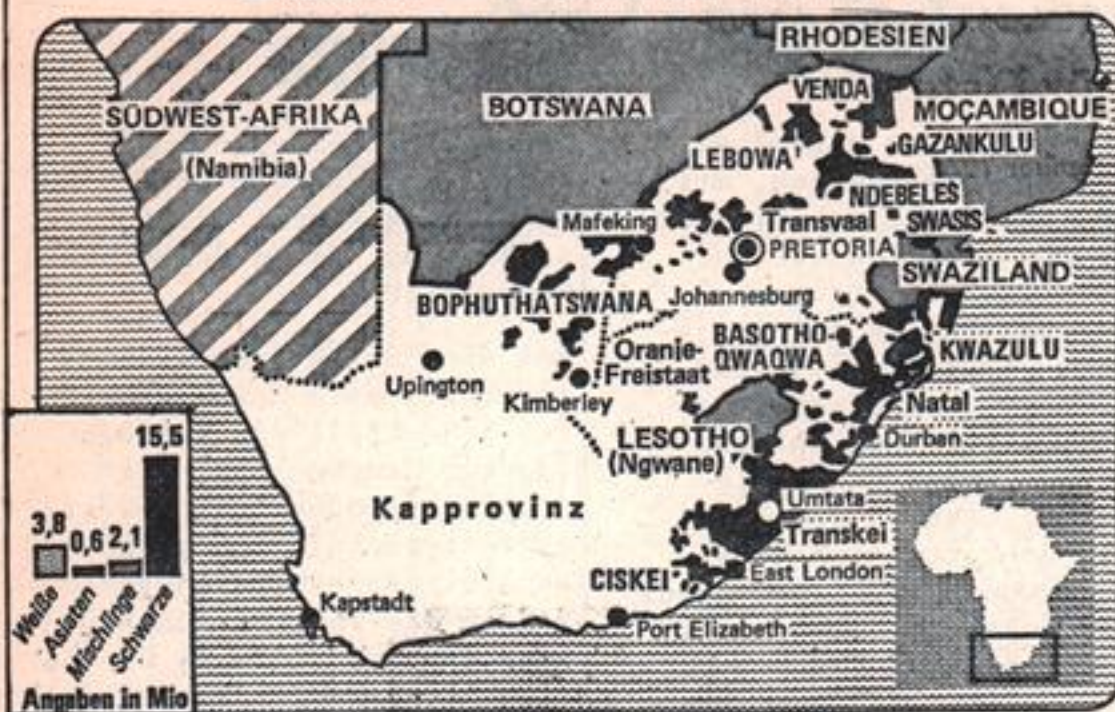 RHODESIEN
VENDA
SÜDWEST-AFRIKA
(Namibia)
BOTSWANA
MOÇAMBIQUE
GAZANKULU
LEBOWA'
NDEBELES
Mafeking
Transvaal
SWASIS
PRETORIA
SWAZILAND
BOPHUTHATSWANA
Johannesburg
BASOTHO-
QWAQWA
KWAZULU
Oranje-
Freistaat
Upington
Kimberley
Natal
Durban
LESOTHO
(Ngwane)
Kapprovinz
Umtata
Transkei
CISKEI
East London
Kapstadt
Port Elizabeth
15,5
3,8
0,6
2,1
Weiße
Asiaten
Mischlinge
Schwarze
Angaben in Mio